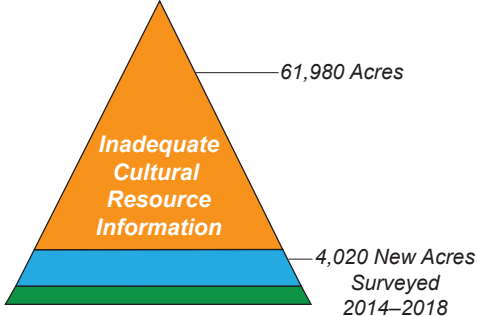 61,980 Acres
Inadequate
Cultural
Resource
Information
4,020 New Acres
Surveyed
2014–2018